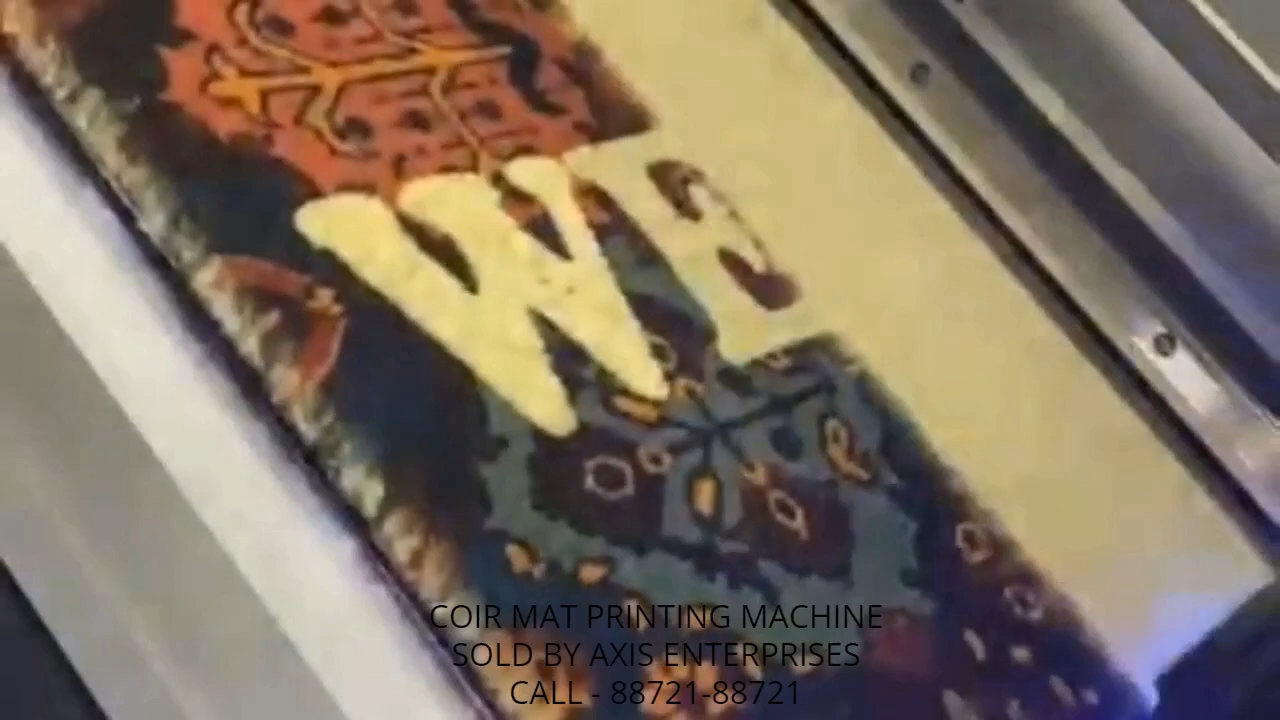 W
COIR MAT PRINTING MACHINE
SOLD BY AXIS ENTERPRISES
CALL - 88721-88721